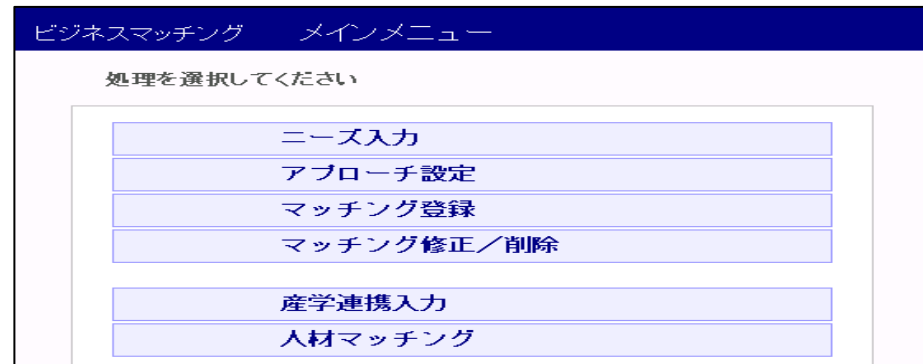 ビジネスマッチング　　メインメニュー
処理を選択してください
ニーズ入力
アプローチ設定
マッチング登録
マッチング修正／削除
産学連携入力
人材マッチング